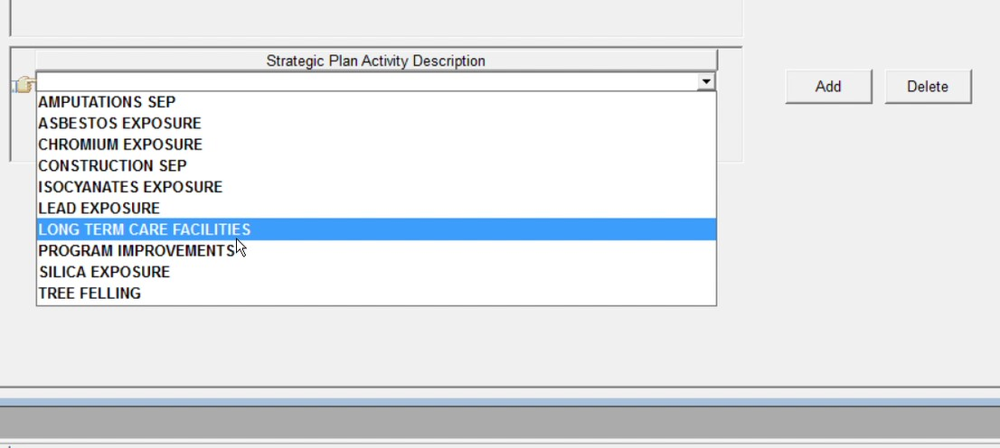 Strategic Plan Activity Description
Add
Delete
AMPUTATIONS SEP
ASBESTOS EXPOSURE
CHROMIUM EXPOSURE
CONSTRUCTION SEP
ISOCYANATES EXPOSURE
LEAD EXPOSURE
LONG TERM CARE FACILITIES
PROGRAM IMPROVEMENTS
SILICA EXPOSURE
TREE FELLING